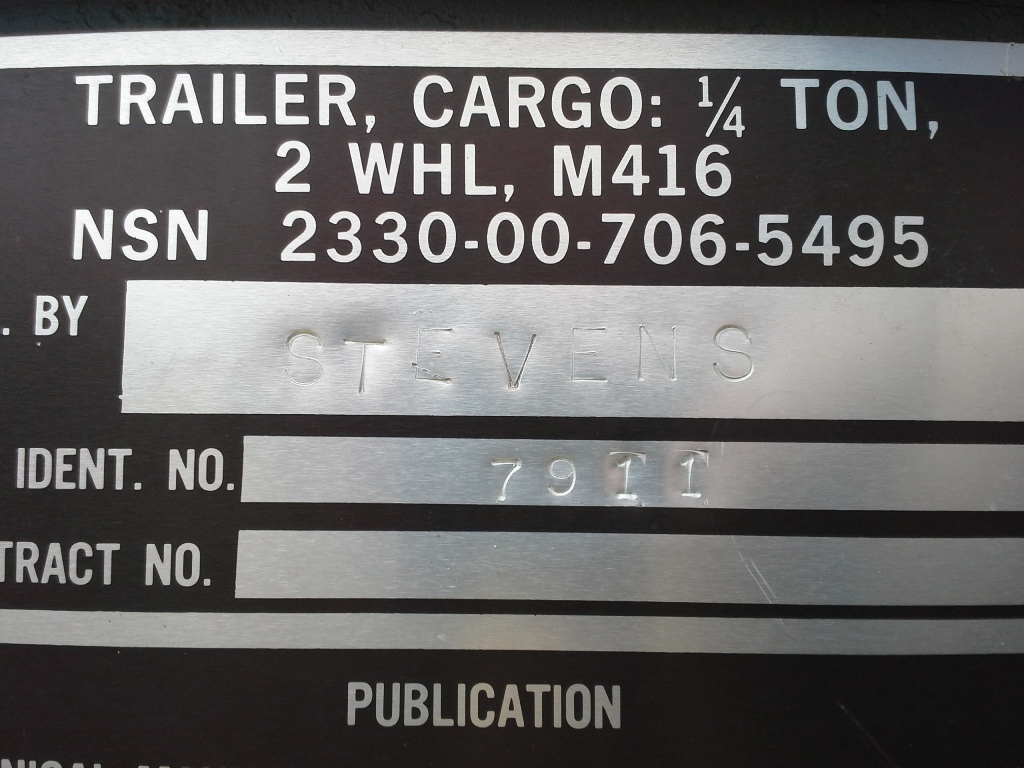 TRAILER, CARGO: ¼ TON,
2 WHL, M416
NSN 2330-00-706-5495
. BY STEVENS
IDENT. NO. 7911
TRACT NO.
PUBLICATION